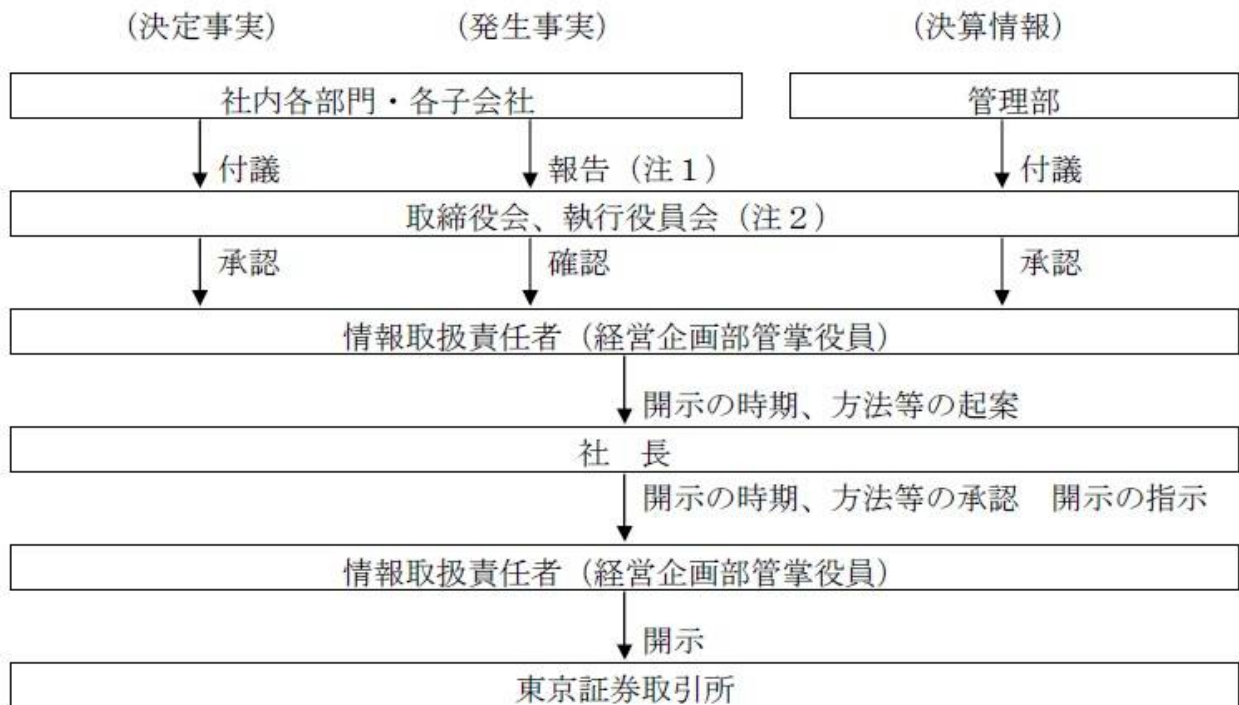 (決定事実) (発生事実) (決算情報)
社内各部門・各子会社 管理部
付議 報告(注1) 付議
取締役会、執行役員会(注2)
承認 確認 承認
情報取扱責任者(経営企画部管掌役員)
開示の時期、方法等の起案
社 長
開示の時期、方法等の承認 開示の指示
情報取扱責任者(経営企画部管掌役員)
開示
東京証券取引所